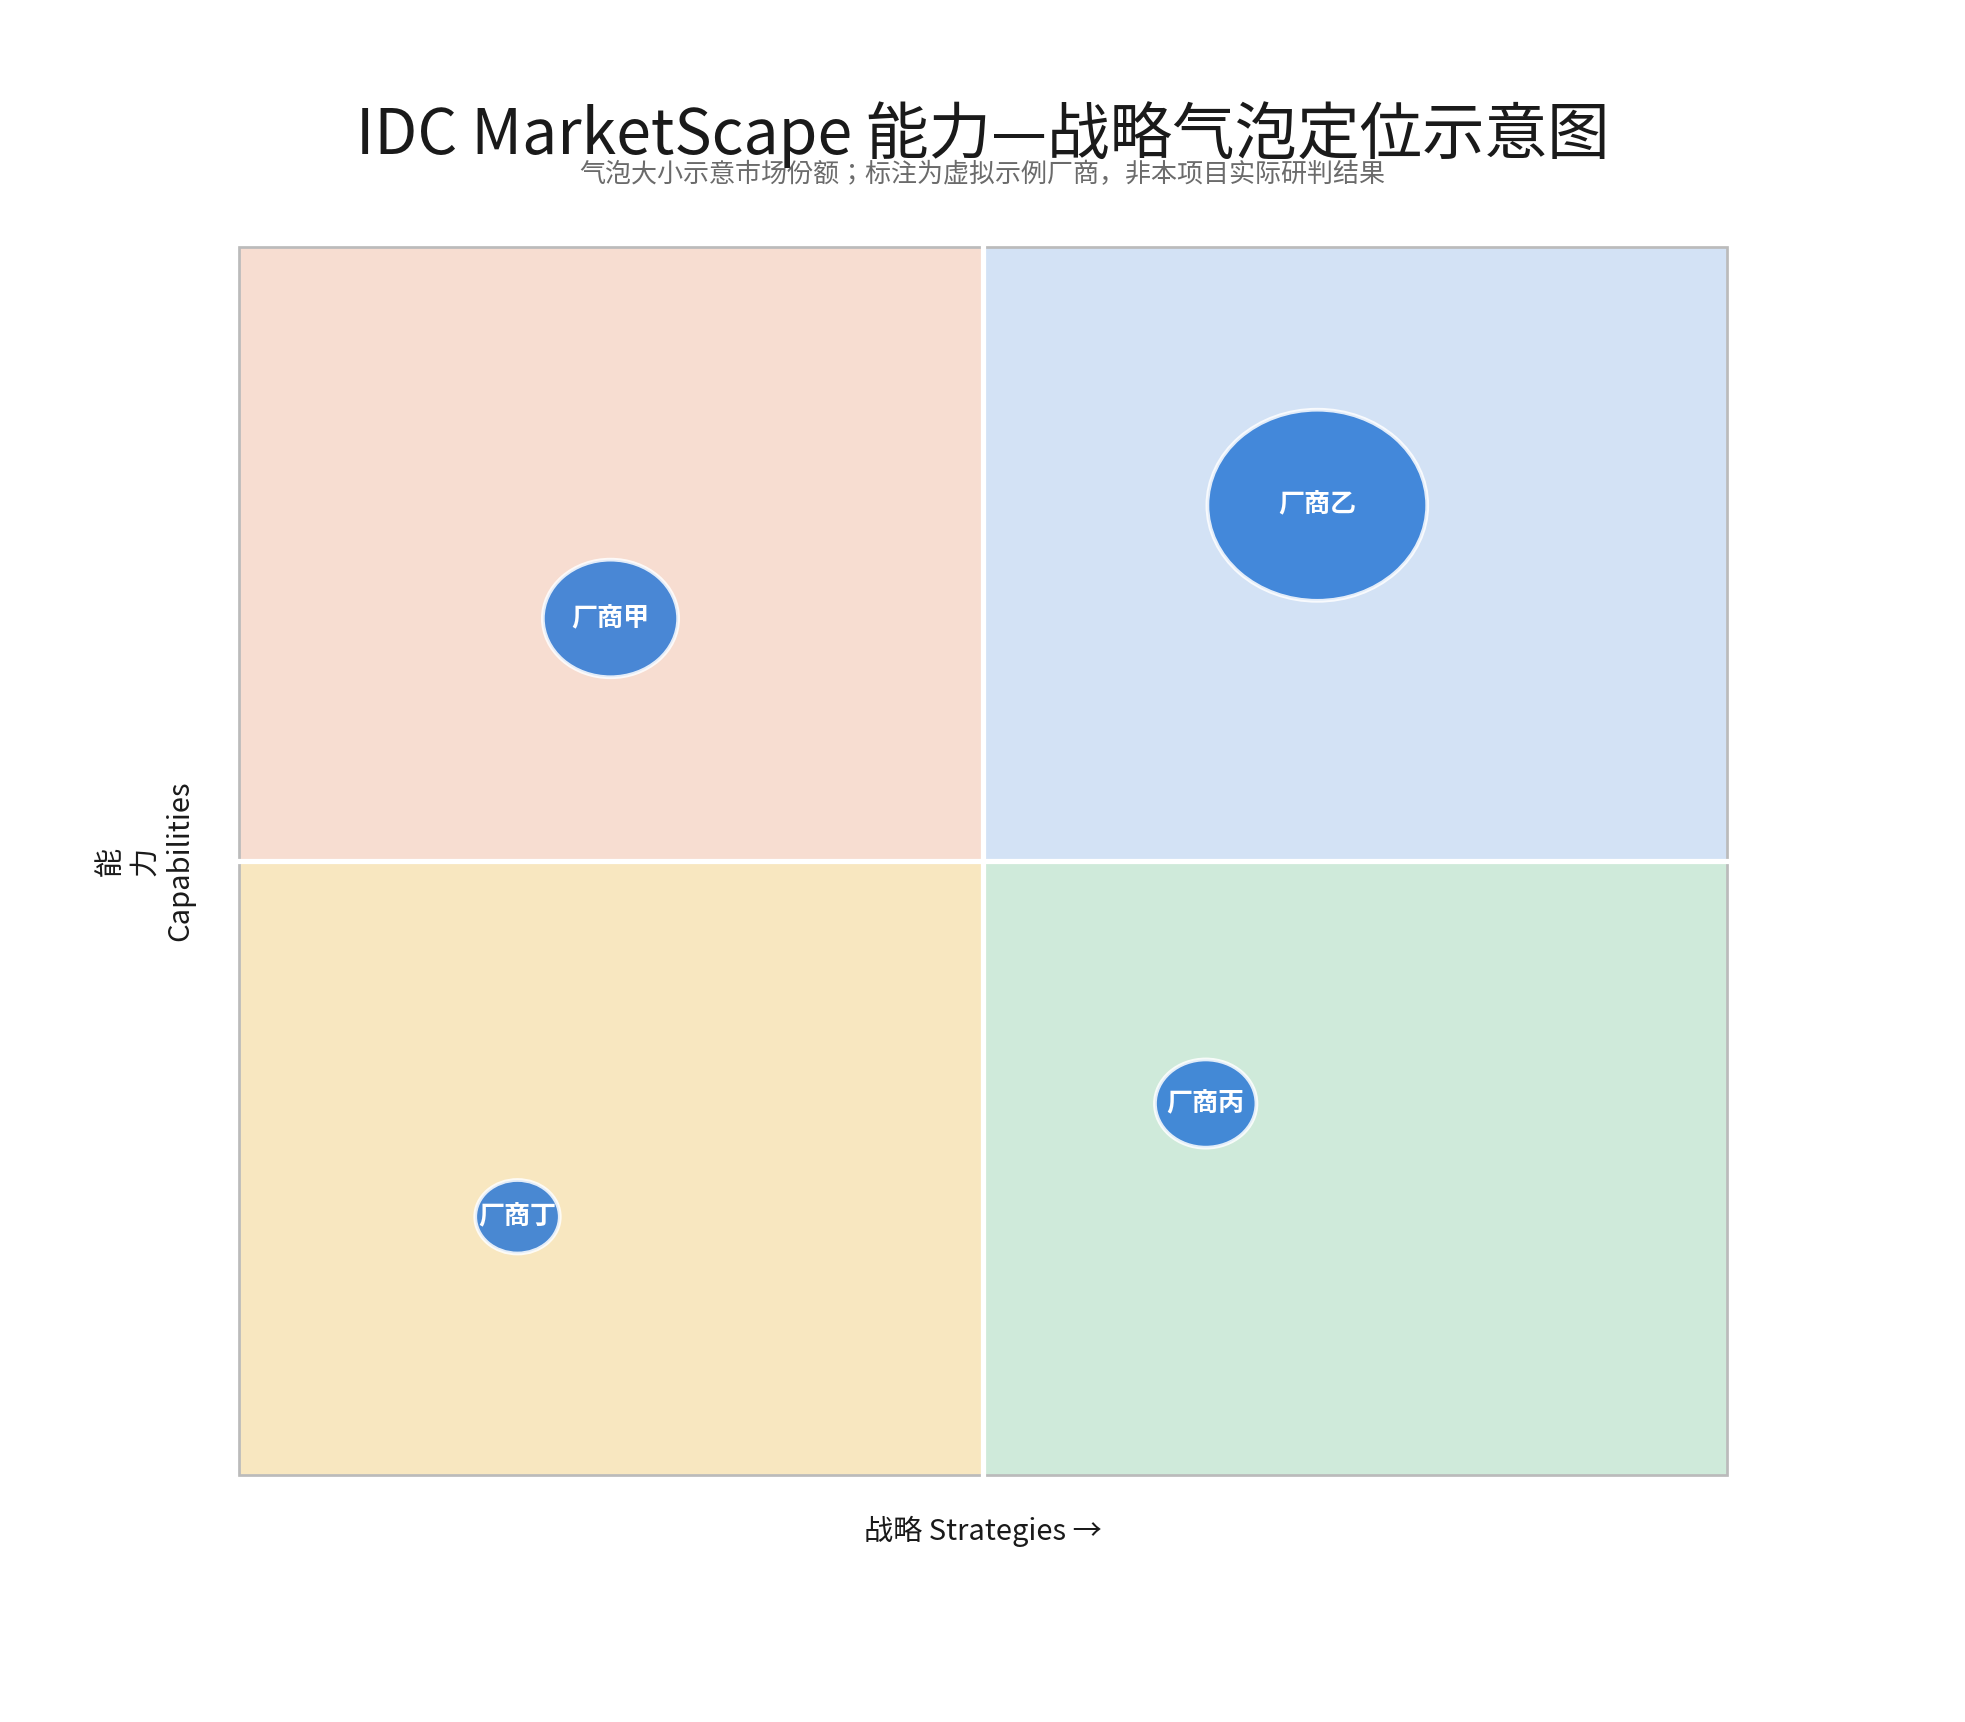 IDC MarketScape 能力—战略气泡定位示意图
气泡大小示意市场份额；标注为虚拟示例厂商，非本项目实际研判结果
厂商乙
厂商甲
能
力
Capabilities
厂商丙
厂商丁
战略 Strategies →